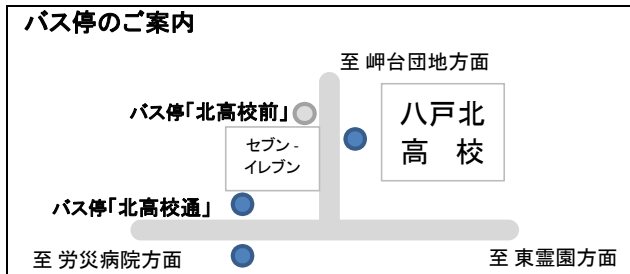 バス停のご案内
至 岬台団地方面
バス停「北高校前」
八戸北
高　校
セブン-
イレブン
バス停「北高校通」
至 労災病院方面
至 東霊園方面